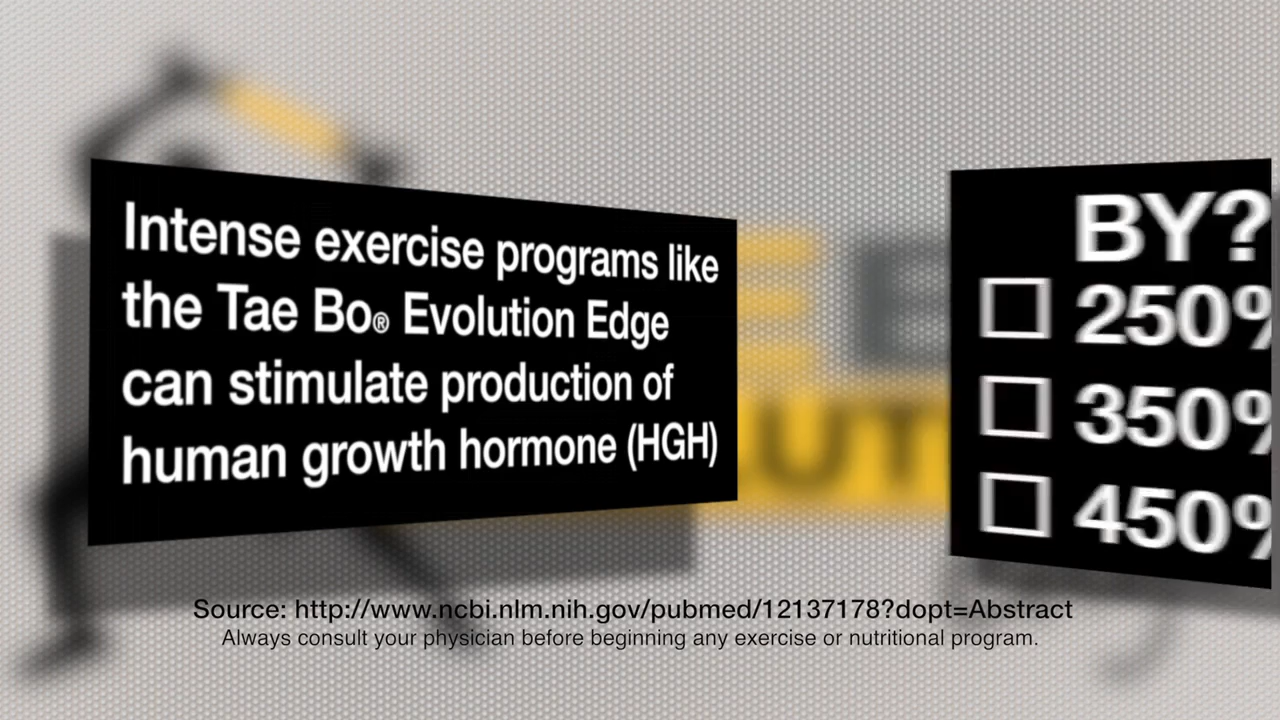 Intense exercise programs like
the Tae Bo® Evolution Edge
can stimulate production of
human growth hormone (HGH)
BY?
250%
350%
450%
Source: http://www.ncbi.nlm.nih.gov/pubmed/12137178?dopt=Abstract
Always consult your physician before beginning any exercise or nutritional program.